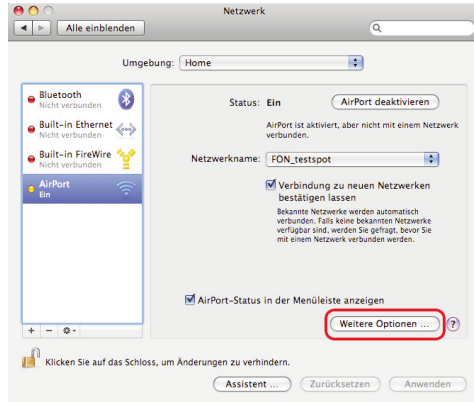 Netzwerk
Alle einblenden
Umgebung: Home
Bluetooth
Nicht verbunden
Built-in Ethernet
Nicht verbunden
Built-in FireWire
Nicht verbunden
AirPort
Ein
Status: Ein
AirPort deaktivieren
AirPort ist aktiviert, aber nicht mit einem Netzwerk
verbunden.
Netzwerkname: FON_testspot
Verbindung zu neuen Netzwerken
bestätigen lassen
Bekannte Netzwerke werden automatisch
verbunden. Falls keine bekannten Netzwerke
verfügbar sind, werden Sie gefragt, bevor Sie
mit einem Netzwerk verbunden werden.
AirPort-Status in der Menüleiste anzeigen
Weitere Optionen ... ?
Klicken Sie auf das Schloss, um Änderungen zu verhindern.
Assistent ... Zurücksetzen Anwenden